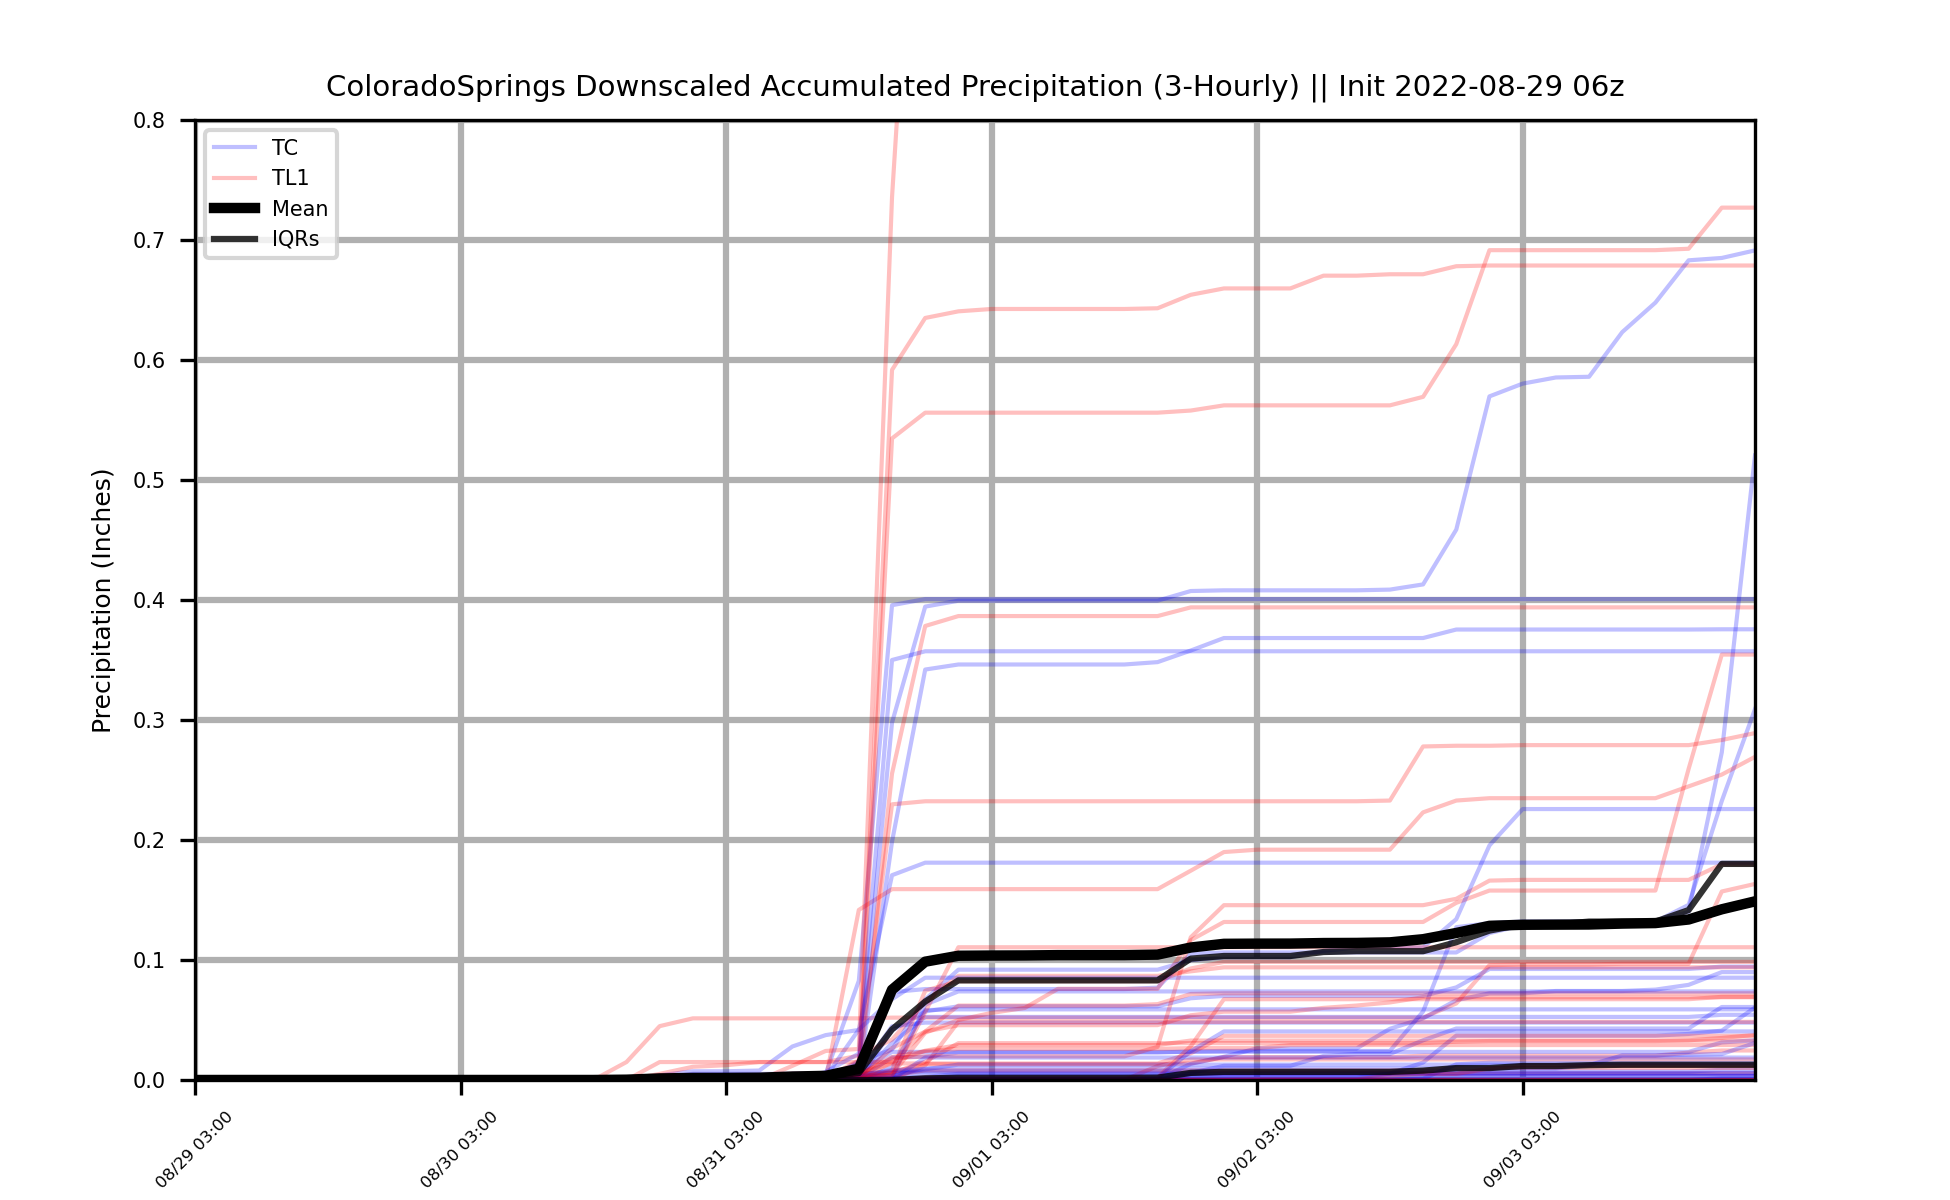 ColoradoSprings Downscaled Accumulated Precipitation (3-Hourly) || Init 2022-08-29 06z
TC
TL1
Mean
IQRs
Precipitation (Inches)
0.8
0.7
0.6
0.5
0.4
0.3
0.2
0.1
0.0
08/29 03:00
08/30 03:00
08/31 03:00
09/01 03:00
09/02 03:00
09/03 03:00